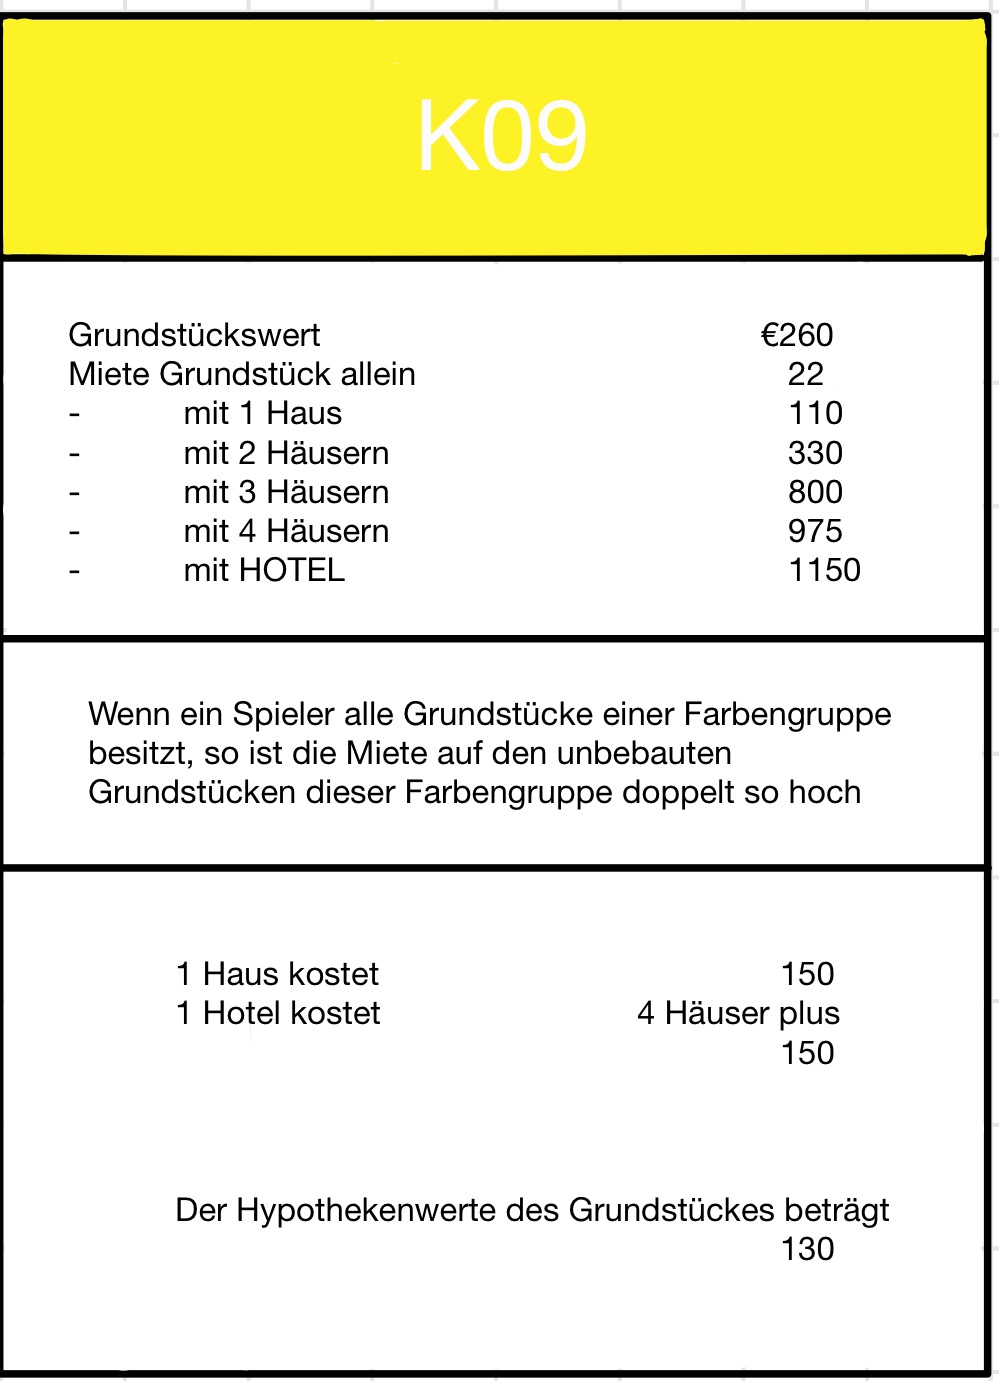 K09
Grundstückswert €260
Miete Grundstück allein 22
- mit 1 Haus 110
- mit 2 Häusern 330
- mit 3 Häusern 800
- mit 4 Häusern 975
- mit HOTEL 1150
Wenn ein Spieler alle Grundstücke einer Farbengruppe
besitzt, so ist die Miete auf den unbebauten
Grundstücken dieser Farbengruppe doppelt so hoch
1 Haus kostet 150
1 Hotel kostet 4 Häuser plus
150
Der Hypothekenwerte des Grundstückes beträgt
130